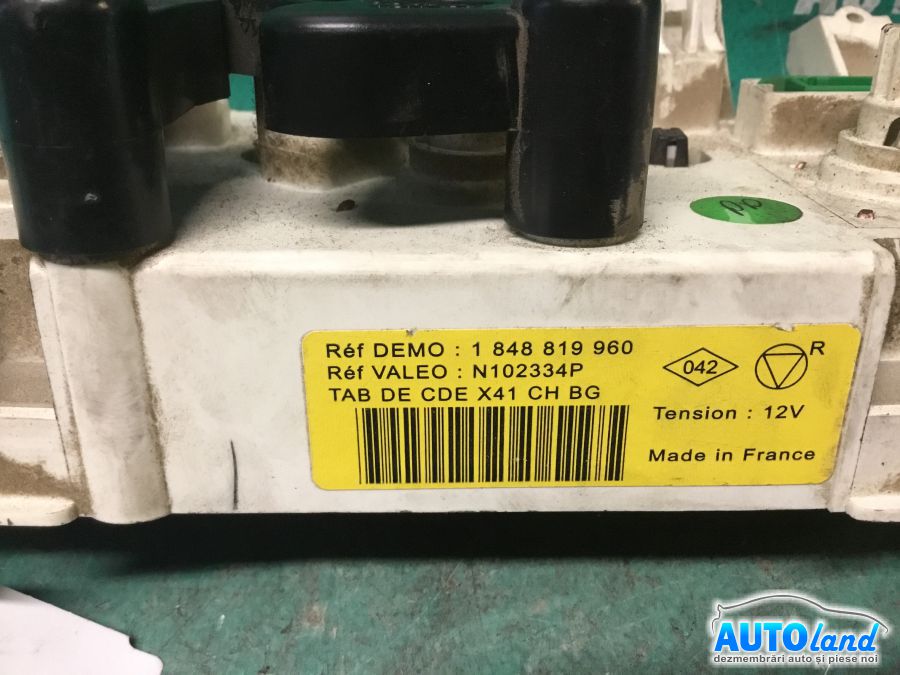 Réf DEMO : 1 848 819 960
Réf VALEO : N102334P
TAB DE CDE X41 CH BG
042
R
Tension : 12V
Made in France
AUTOland
dezmembrări auto și piese noi